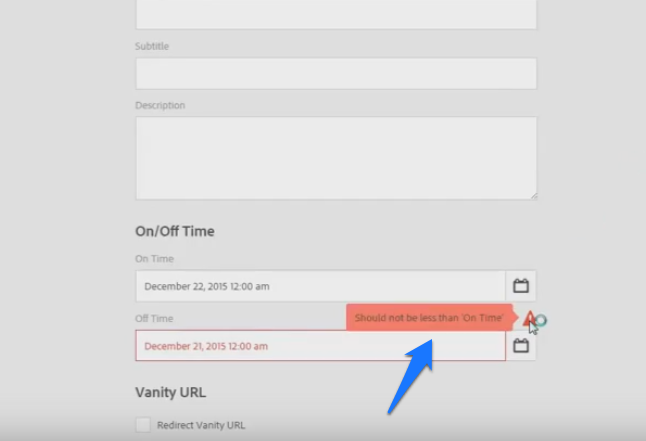 Subtitle
Description
On/Off Time
On Time
December 22, 2015 12:00 am
Off Time
Should not be less than 'On Time'
December 21, 2015 12:00 am
Vanity URL
Redirect Vanity URL